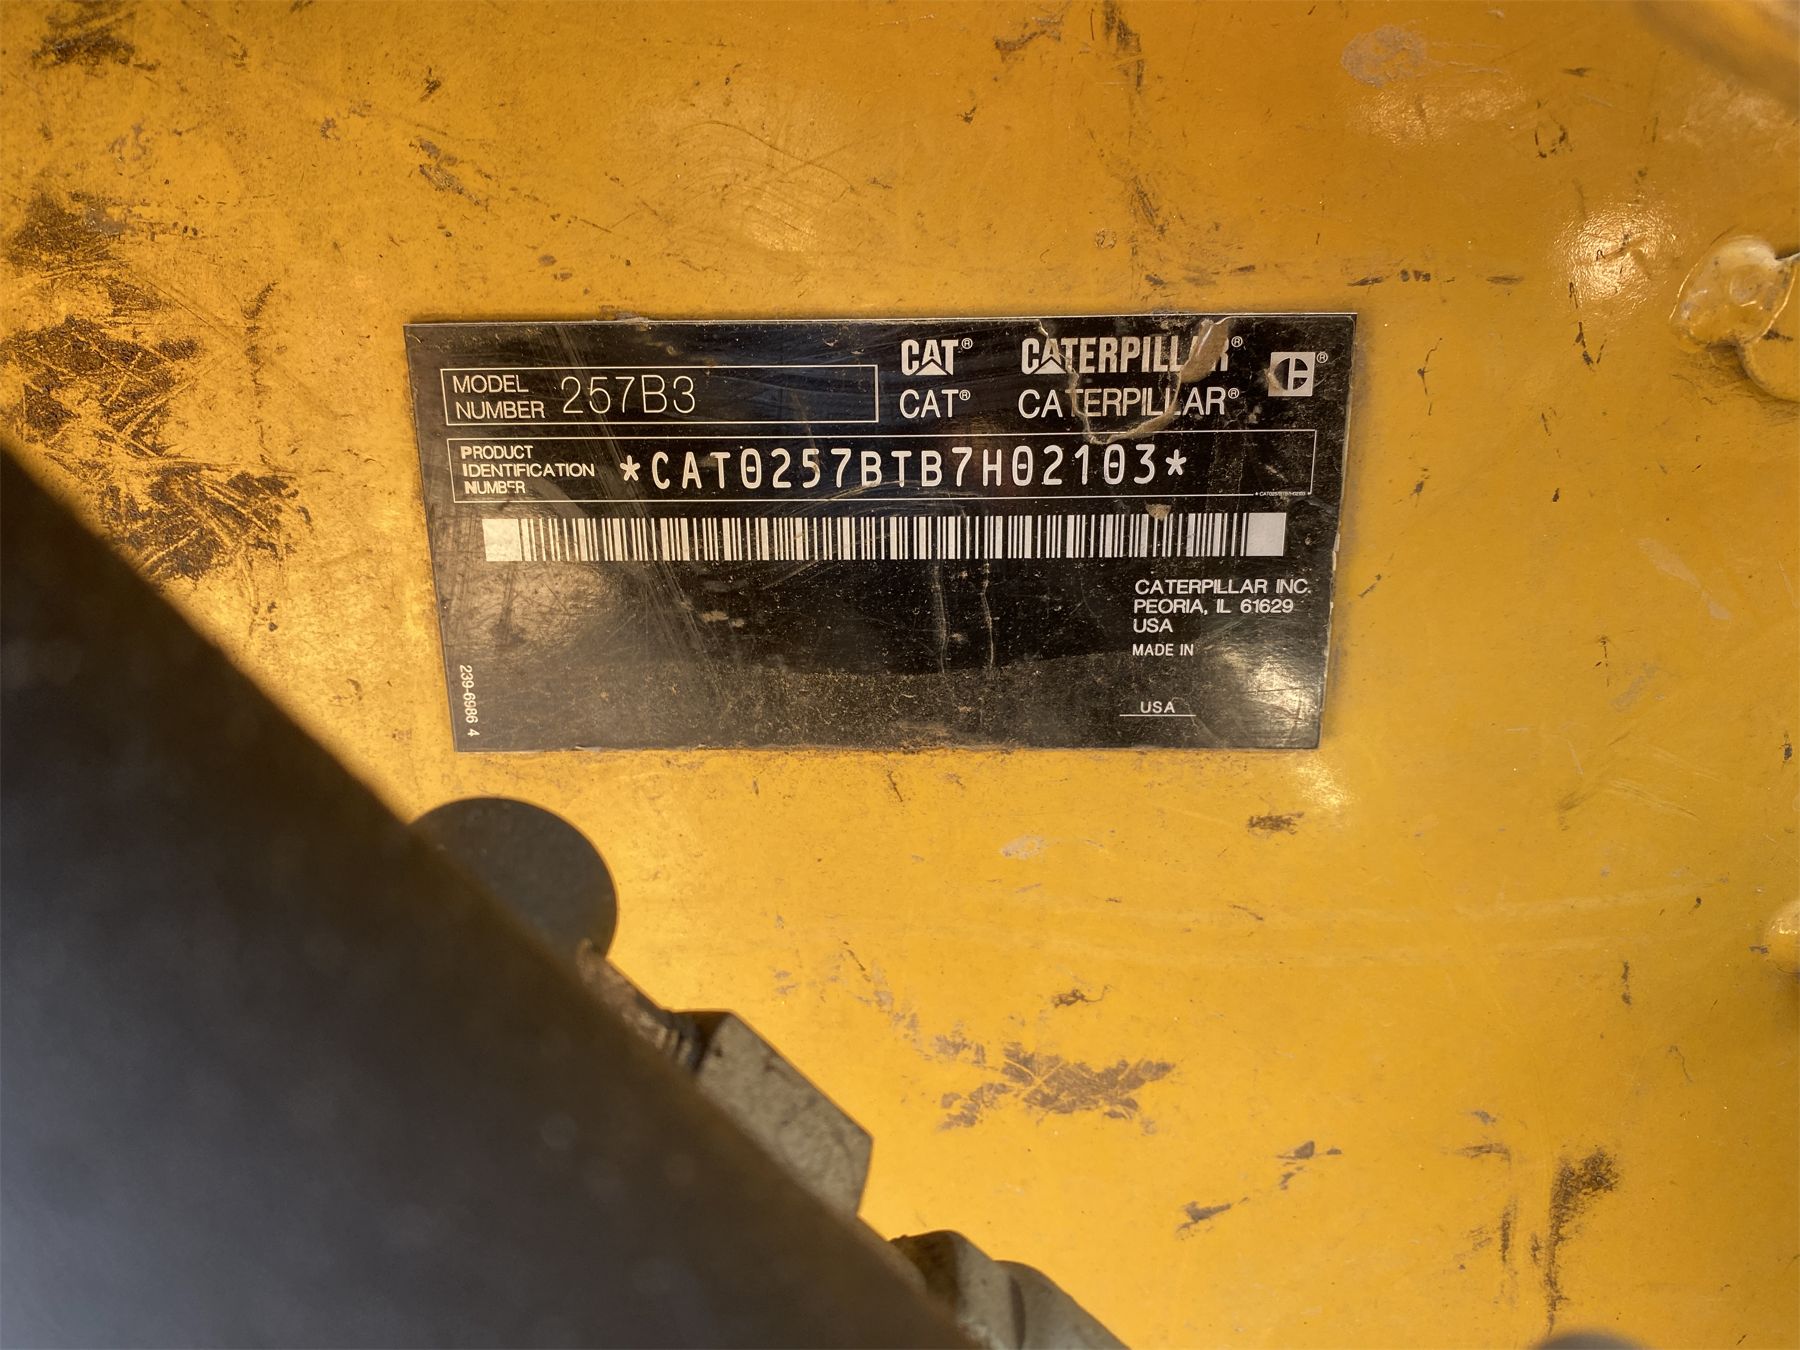 MODEL
NUMBER 257B3
CAT® CATERPILLAR® ®
CAT® CATERPILLAR®
PRODUCT
IDENTIFICATION
NUMBER
*CAT0257BTB7H02103*
CATERPILLAR INC.
PEORIA, IL 61629
USA
MADE IN
USA
239-6986 4